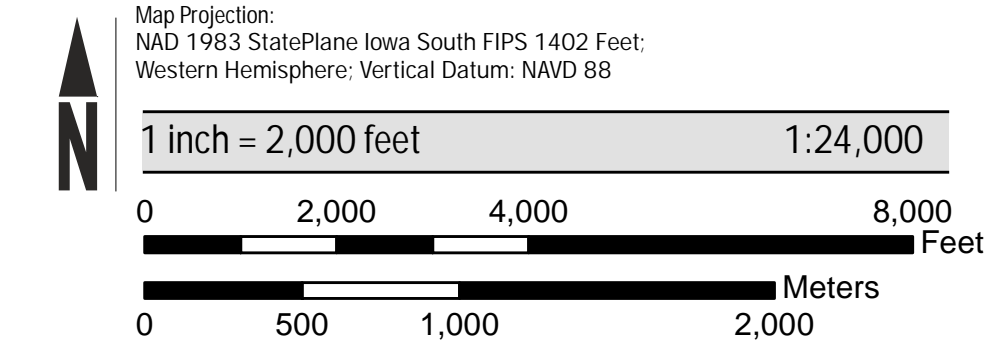 Map Projection:
NAD 1983 StatePlane Iowa South FIPS 1402 Feet;
Western Hemisphere; Vertical Datum: NAVD 88
N
1 inch = 2,000 feet 1:24,000
0 2,000 4,000 8,000
Feet
Meters
0 500 1,000 2,000